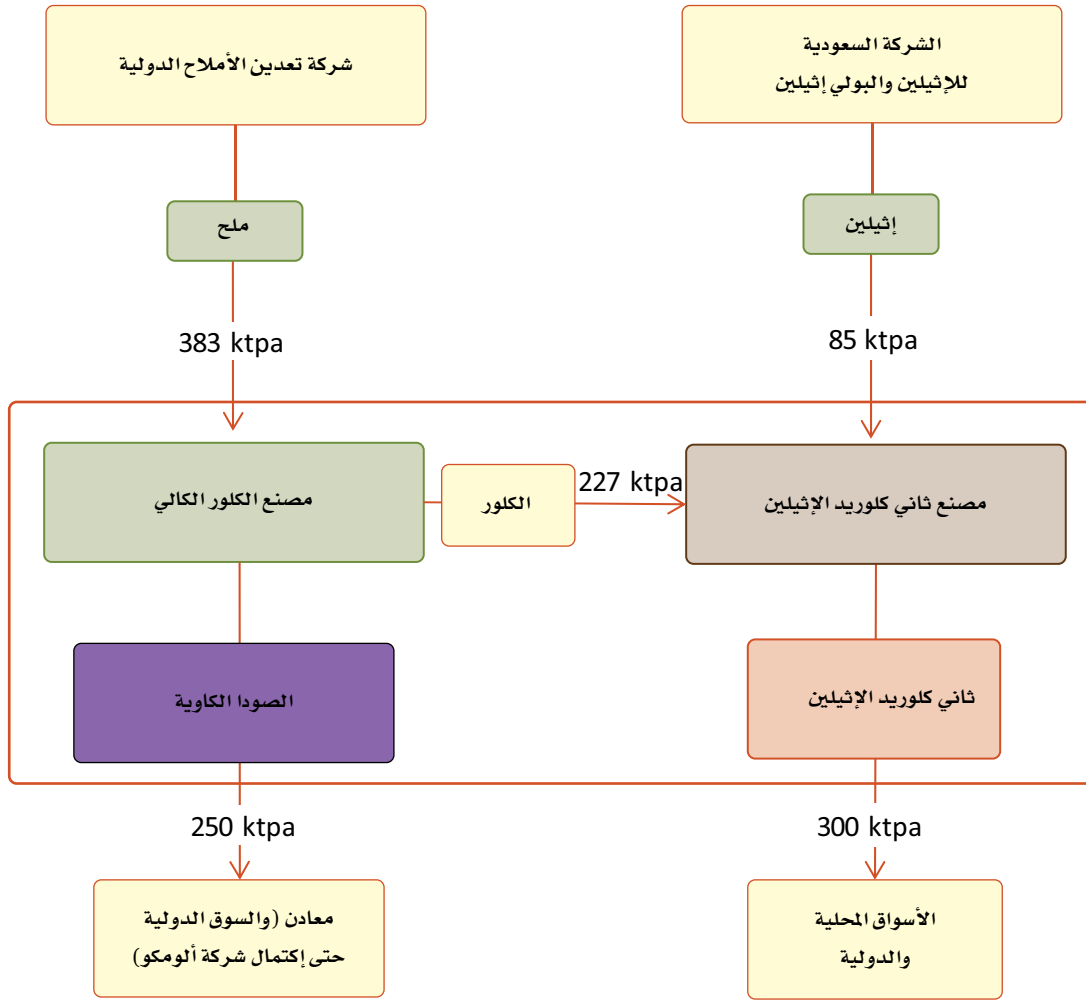 شركة تعدين الأملاح الدولية
الشركة السعودية
للإثيلين والبولي إثيلين
ملح
إثيلين
383 ktpa
85 ktpa
مصنع الكلور الكالي
الكلور
227 ktpa
مصنع ثاني كلوريد الإثيلين
الصودا الكاوية
ثاني كلوريد الإثيلين
250 ktpa
300 ktpa
معادن (والسوق الدولية
حتى إكتمال شركة ألومكو)
الأسواق المحلية
والدولية